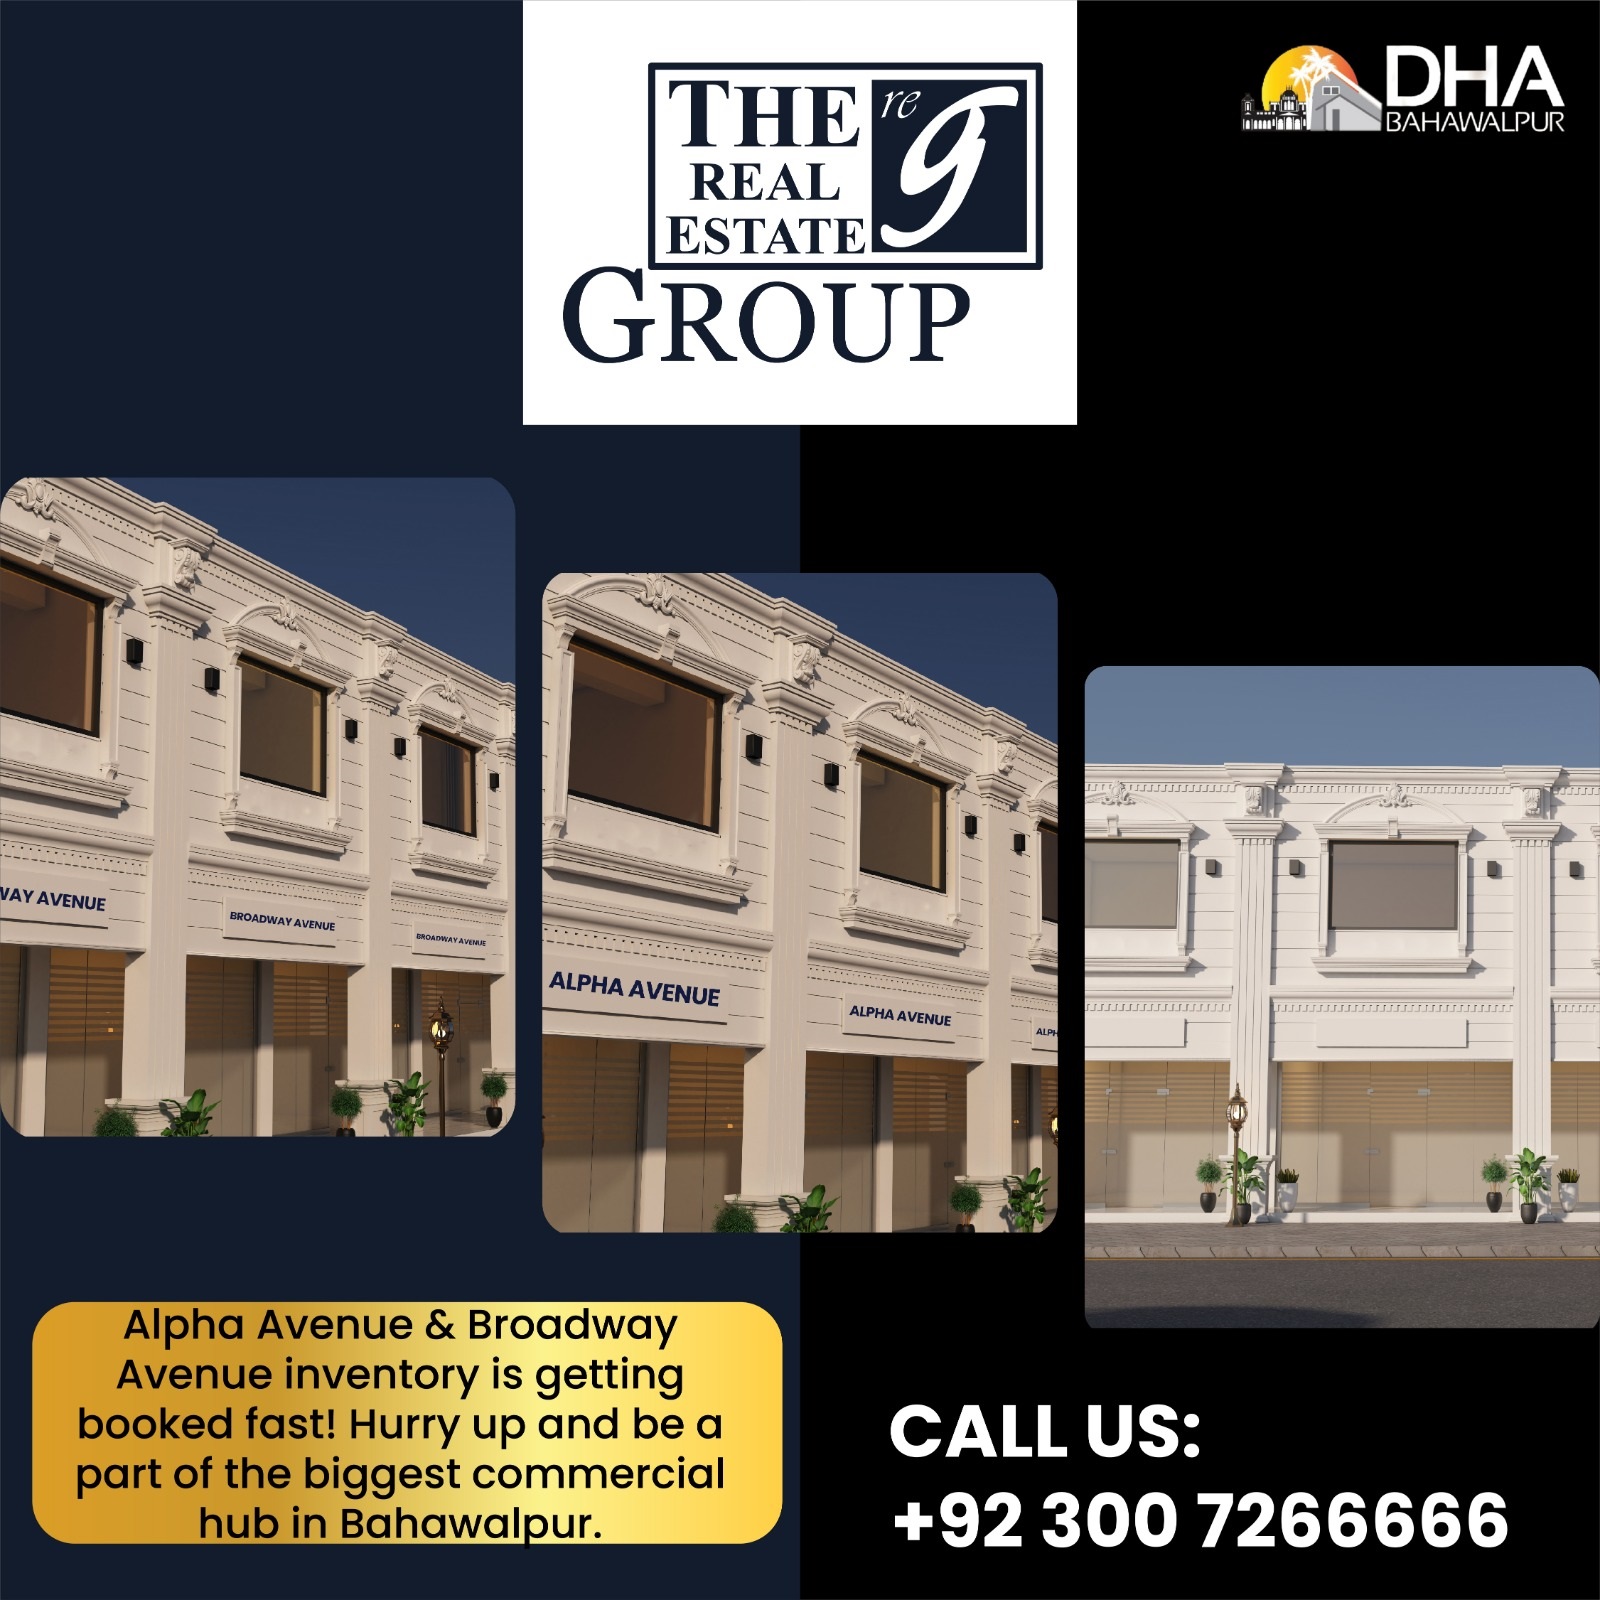 THE
REAL
ESTATE
re g
GROUP
DHA
BAHAWALPUR
WAY AVENUE
BROADWAY AVENUE
BROADWAY AVENUE
ALPHA AVENUE
ALPHA AVENUE
ALPH
Alpha Avenue & Broadway
Avenue inventory is getting
booked fast! Hurry up and be a
part of the biggest commercial
hub in Bahawalpur.
CALL US:
+92 300 7266666